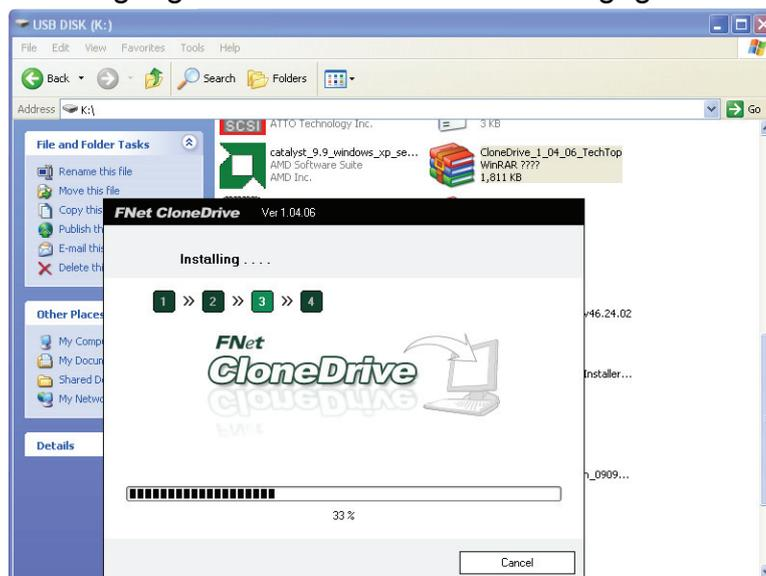 USB DISK (K:)
File Edit View Favorites Tools Help
Back Search Folders
Address K:\ Go
SCSI ATTO Technology Inc. 3 KB
File and Folder Tasks
catalyst_9.9_windows_xp_se... CloneDrive_1_04_06_TechTop
AMD Software Suite WinRAR ????
AMD Inc. 1,811 KB
Rename this file
Move this file
Copy this
Publish th
E-mail this
Delete thi
FNet CloneDrive Ver 1.04.06
Installing . . . .
1 » 2 » 3 » 4
Other Places
v46.24.02
My Comp
My Docum
Shared D
My Netwo
FNet
CloneDrive
Installer...
Details
n_0909...
33 %
Cancel